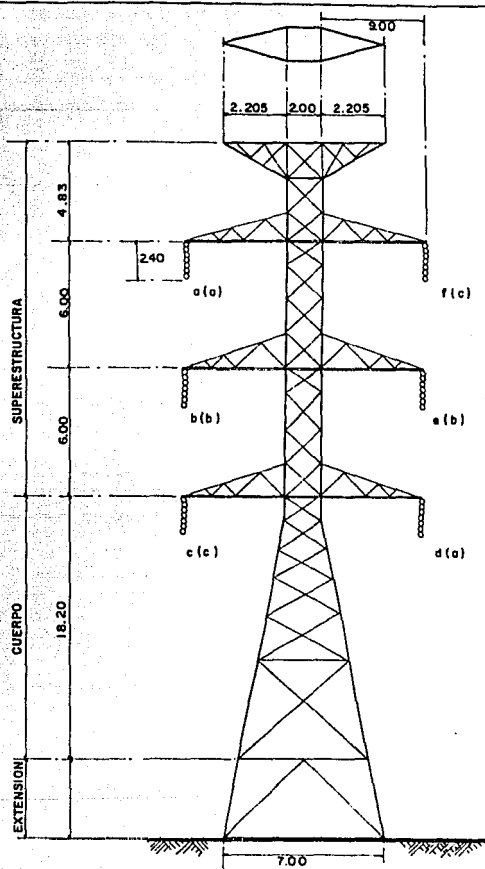 9.00
2.205 2.00 2.205
4.83
2.40
a(a) f(c)
6.00
SUPERESTRUCTURA
b(b) e(b)
6.00
c(c) d(a)
CUERPO
18.20
EXTENSION
7.00